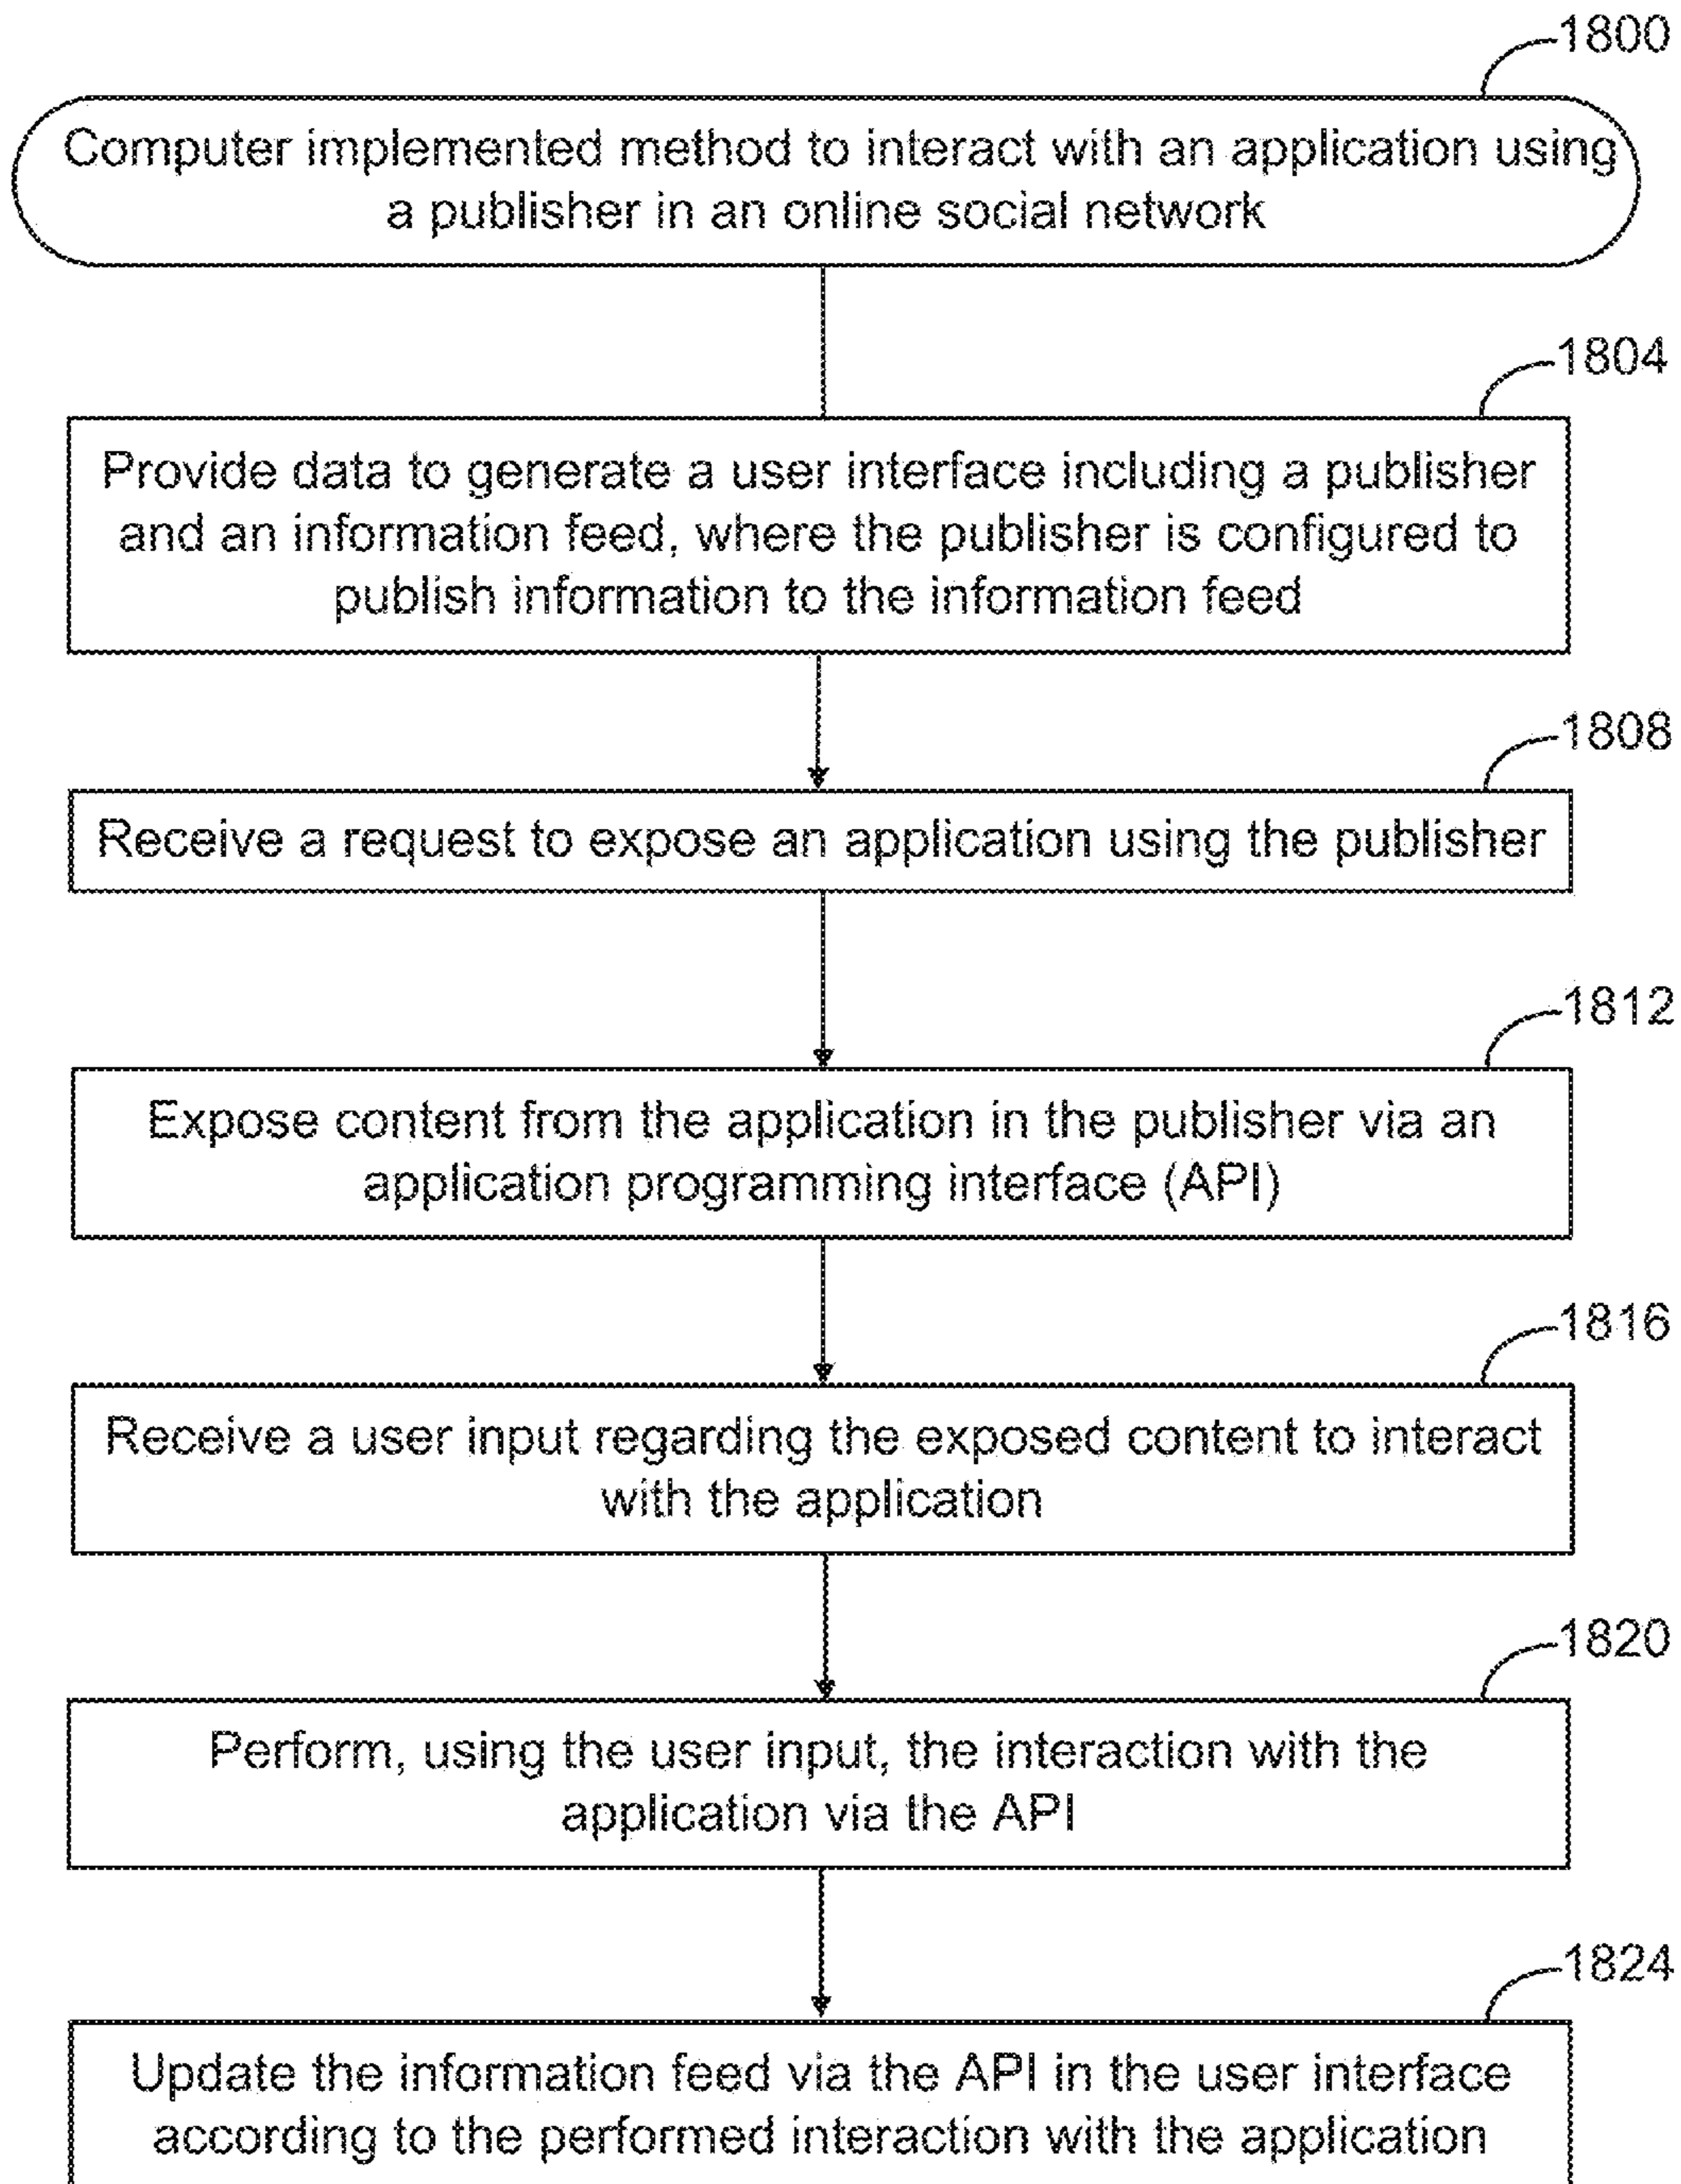 1800
Computer implemented method to interact with an application using
a publisher in an online social network
1804
Provide data to generate a user interface including a publisher
and an information feed, where the publisher is configured to
publish information to the information feed
1808
Receive a request to expose an application using the publisher
1812
Expose content from the application in the publisher via an
application programming interface (API)
1816
Receive a user input regarding the exposed content to interact
with the application
1820
Perform, using the user input, the interaction with the
application via the API
1824
Update the information feed via the API in the user interface
according to the performed interaction with the application